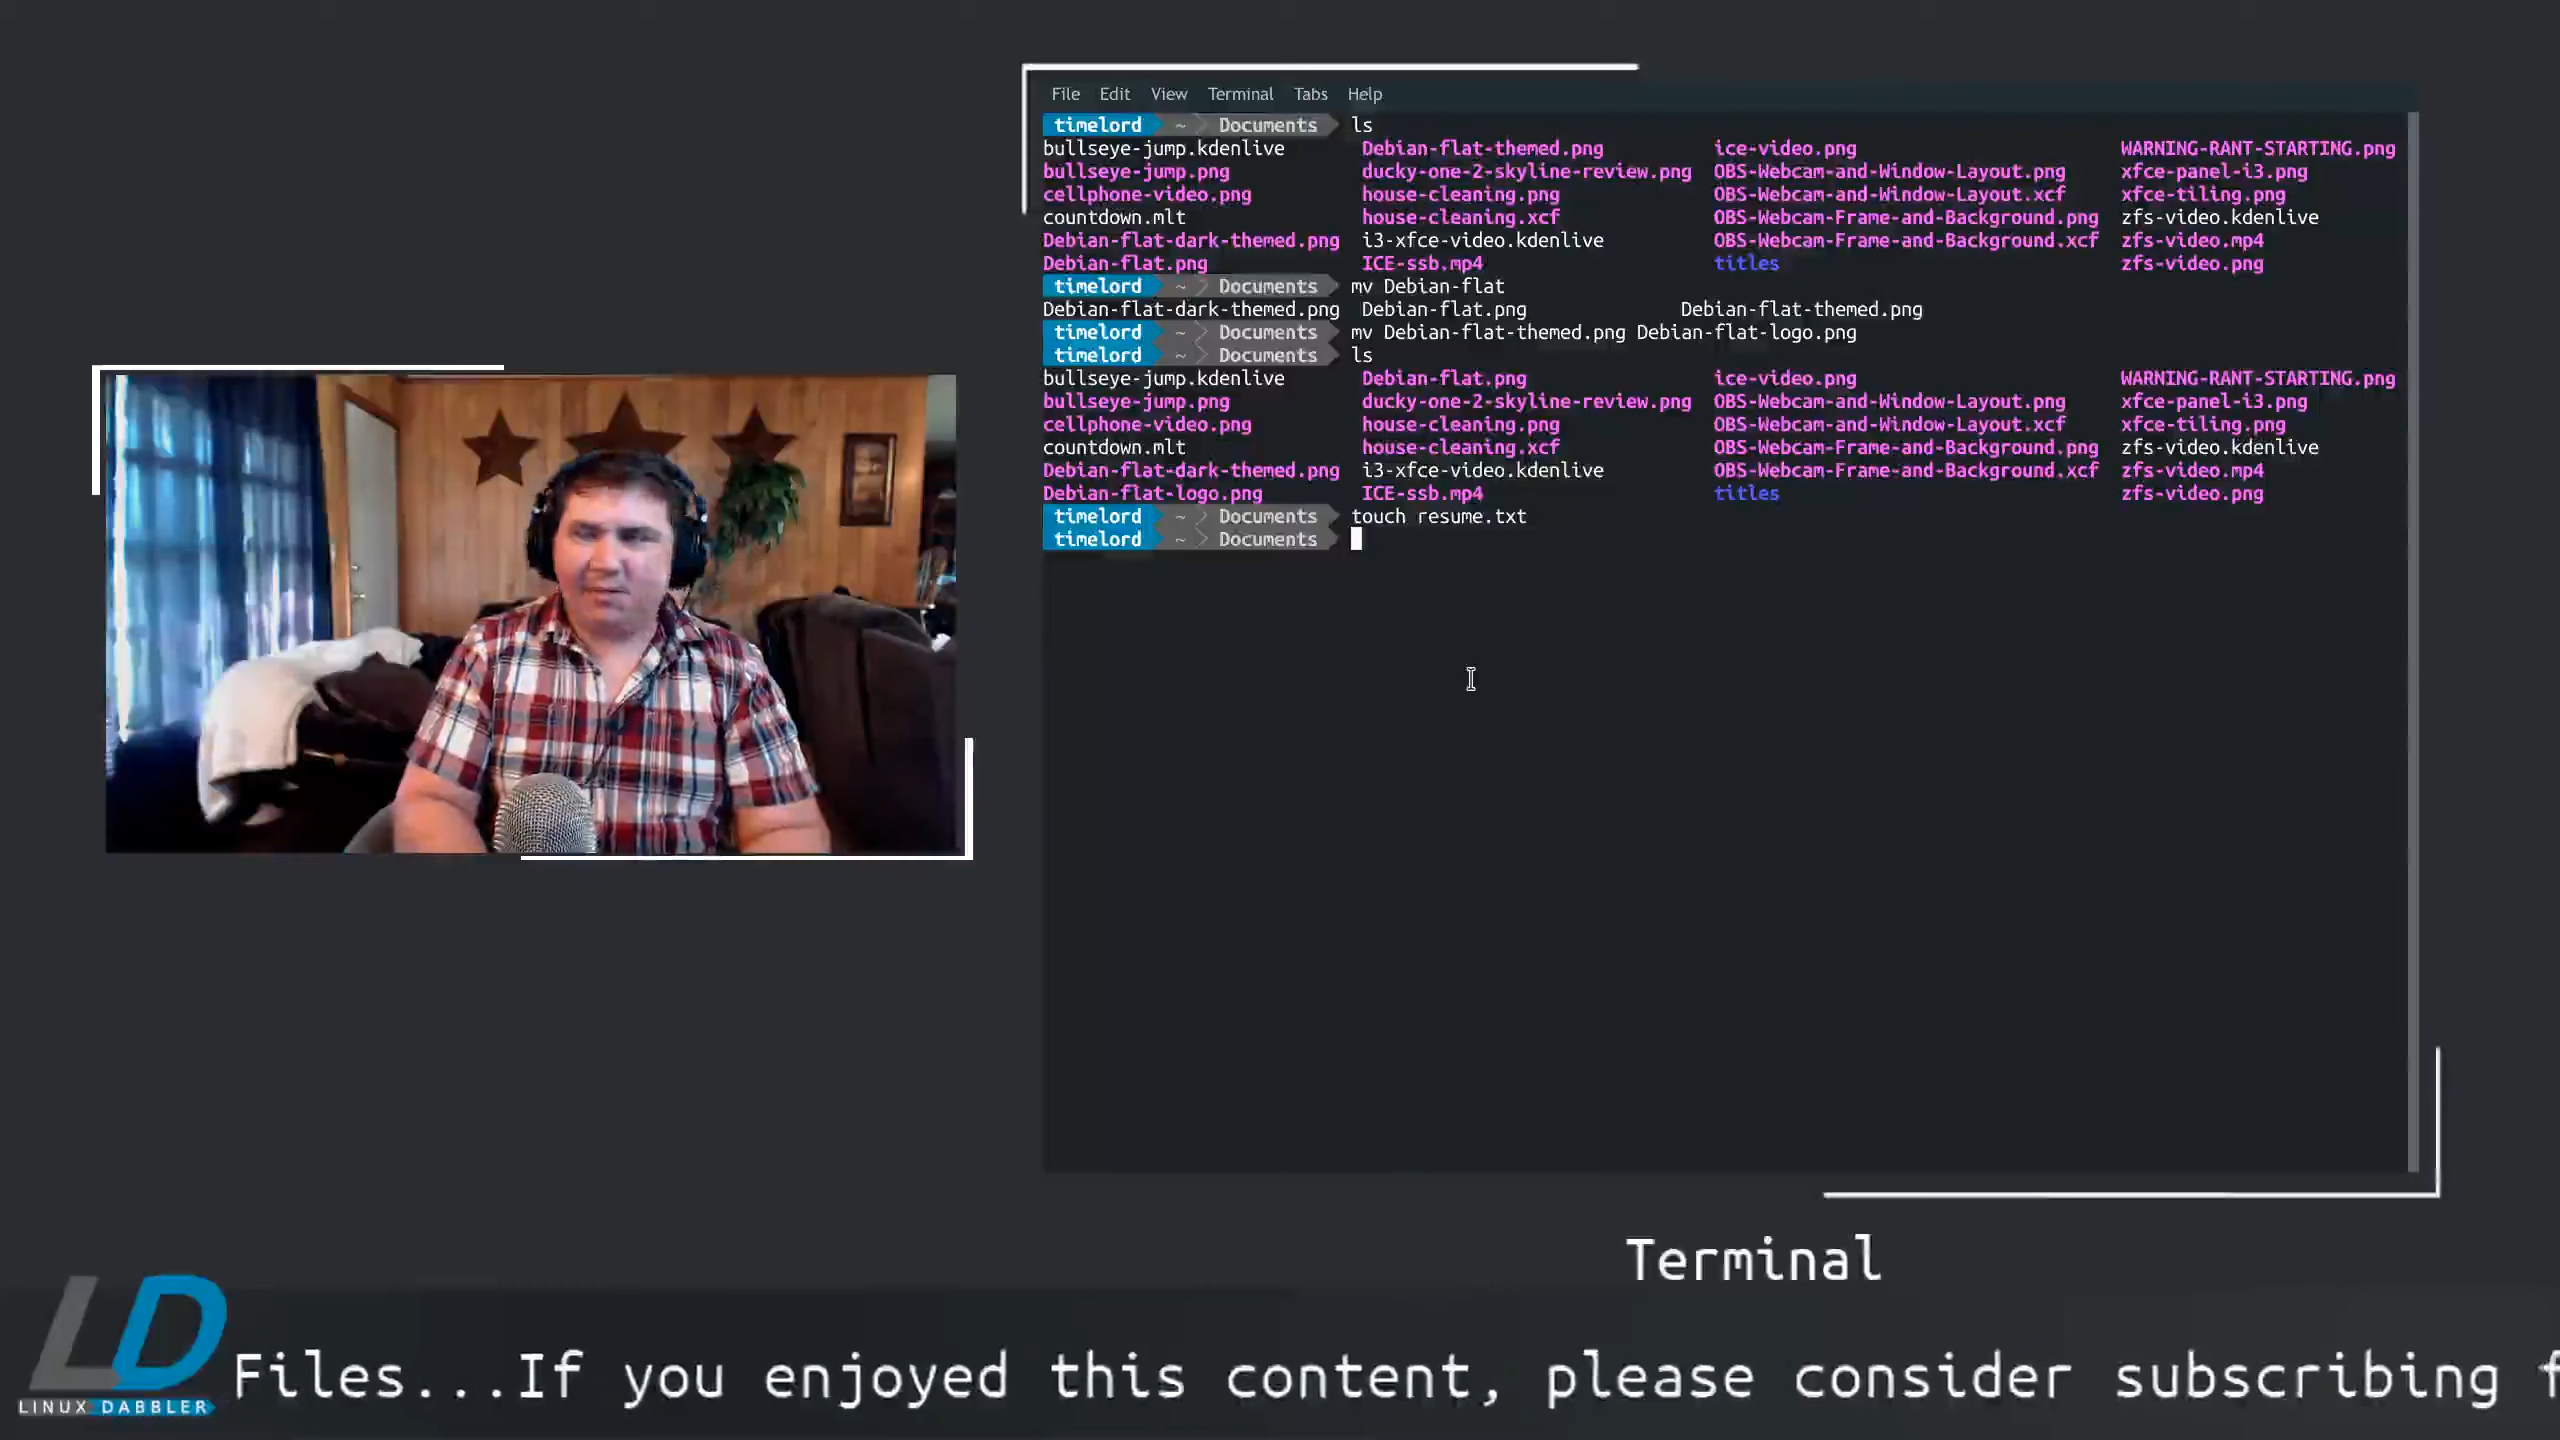 File Edit View Terminal Tabs Help
timelord ~ Documents ls
bullseye-jump.kdenlive Debian-flat-themed.png ice-video.png WARNING-RANT-STARTING.png
bullseye-jump.png ducky-one-2-skyline-review.png OBS-Webcam-and-Window-Layout.png xfce-panel-i3.png
cellphone-video.png house-cleaning.png OBS-Webcam-and-Window-Layout.xcf xfce-tiling.png
countdown.mlt house-cleaning.xcf OBS-Webcam-Frame-and-Background.png zfs-video.kdenlive
Debian-flat-dark-themed.png i3-xfce-video.kdenlive OBS-Webcam-Frame-and-Background.xcf zfs-video.mp4
Debian-flat.png ICE-ssb.mp4 titles zfs-video.png
timelord ~ Documents mv Debian-flat
Debian-flat-dark-themed.png Debian-flat.png Debian-flat-themed.png
timelord ~ Documents mv Debian-flat-themed.png Debian-flat-logo.png
timelord ~ Documents ls
bullseye-jump.kdenlive Debian-flat.png ice-video.png WARNING-RANT-STARTING.png
bullseye-jump.png ducky-one-2-skyline-review.png OBS-Webcam-and-Window-Layout.png xfce-panel-i3.png
cellphone-video.png house-cleaning.png OBS-Webcam-and-Window-Layout.xcf xfce-tiling.png
countdown.mlt house-cleaning.xcf OBS-Webcam-Frame-and-Background.png zfs-video.kdenlive
Debian-flat-dark-themed.png i3-xfce-video.kdenlive OBS-Webcam-Frame-and-Background.xcf zfs-video.mp4
Debian-flat-logo.png ICE-ssb.mp4 titles zfs-video.png
timelord ~ Documents touch resume.txt
timelord ~ Documents
Terminal
LD
LINUX DABBLER
Files...If you enjoyed this content, please consider subscribing f